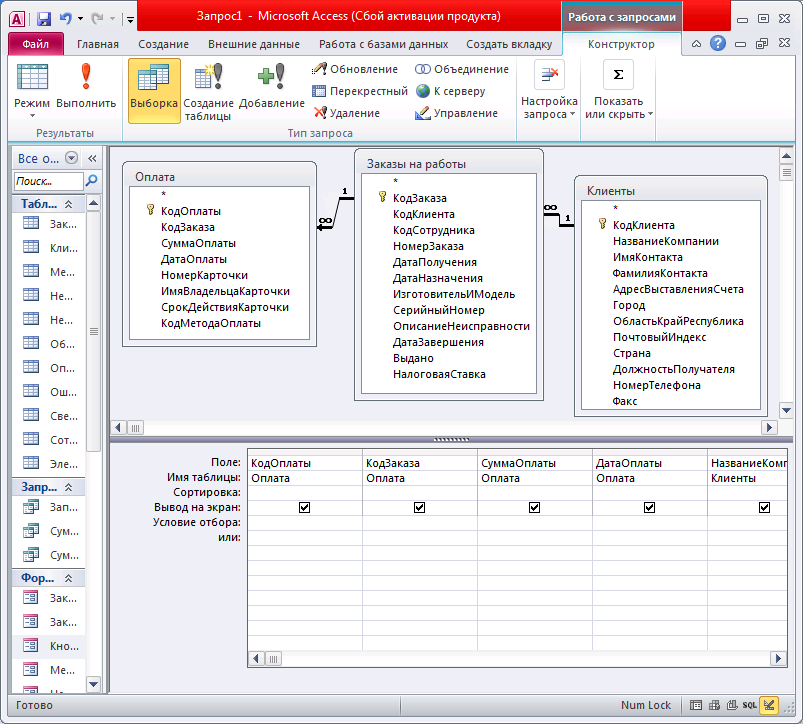 Запрос1 - Microsoft Access (Сбой активации продукта)
Работа с запросами
Файл Главная Создание Внешние данные Работа с базами данных Создать вкладку Конструктор
Режим
Выполнить
Результаты
Выборка
Создание таблицы
Добавление
Обновление
Перекрестный
Удаление
Объединение
К серверу
Управление
Тип запроса
Настройка запроса
Σ
Показать или скрыть
Все о...
Поиск...
Табл...
Зак...
Кли...
Ме...
Не...
Не...
Об...
Оп...
Ош...
Све...
Сот...
Эле...
Запр...
Зап...
Сум...
Сум...
Фор...
Зак...
Зак...
Кно...
Ме...
Оплата
*
КодОплаты
КодЗаказа
СуммаОплаты
ДатаОплаты
НомерКарточки
ИмяВладельцаКарточки
СрокДействияКарточки
КодМетодаОплаты
1
∞
Заказы на работы
*
КодЗаказа
КодКлиента
КодСотрудника
НомерЗаказа
ДатаПолучения
ДатаНазначения
ИзготовительИМодель
СерийныйНомер
ОписаниеНеисправности
ДатаЗавершения
Выдано
НалоговаяСтавка
∞
1
Клиенты
*
КодКлиента
НазваниеКомпании
ИмяКонтакта
ФамилияКонтакта
АдресВыставленияСчета
Город
ОбластьКрайРеспублика
ПочтовыйИндекс
Страна
ДолжностьПолучателя
НомерТелефона
Факс
Поле: КодОплаты КодЗаказа СуммаОплаты ДатаОплаты НазваниеКомп
Имя таблицы: Оплата Оплата Оплата Оплата Клиенты
Сортировка:
Вывод на экран:
Условие отбора:
или:
Готово
Num Lock
SQL